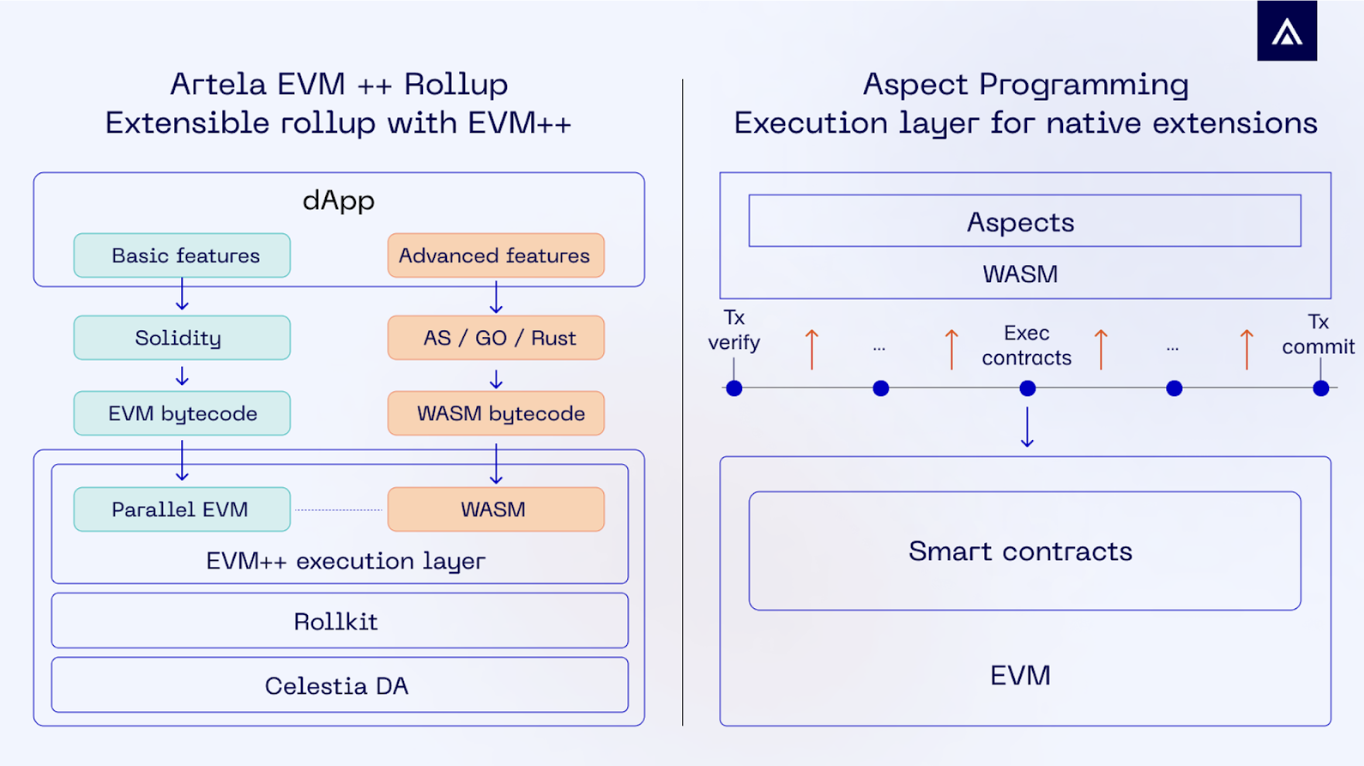 Artela EVM ++ Rollup
Extensible rollup with EVM++
dApp
Basic features
Advanced features
Solidity
AS / GO / Rust
EVM bytecode
WASM bytecode
Parallel EVM
WASM
EVM++ execution layer
Rollkit
Celestia DA
Aspect Programming
Execution layer for native extensions
Aspects
WASM
Tx
verify
...
Exec
contracts
...
Tx
commit
Smart contracts
EVM